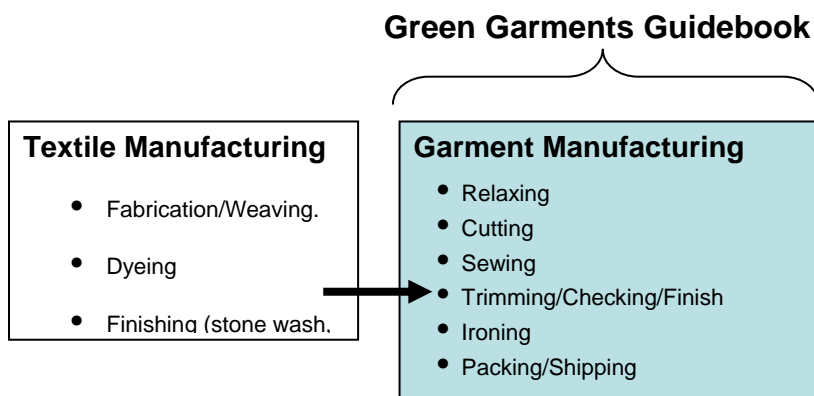 Green Garments Guidebook
Textile Manufacturing
• Fabrication/Weaving.
• Dyeing
• Finishing (stone wash,
Garment Manufacturing
• Relaxing
• Cutting
• Sewing
• Trimming/Checking/Finish
• Ironing
• Packing/Shipping